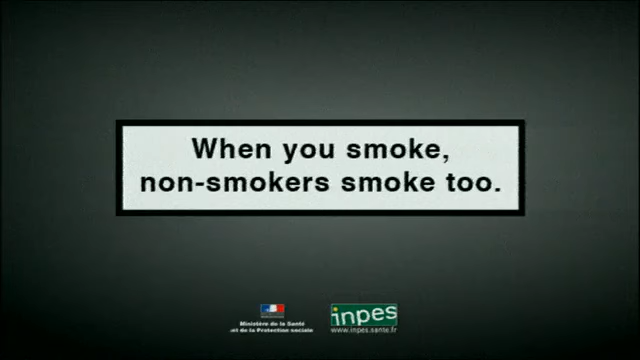 When you smoke,
non-smokers smoke too.
Ministère de la Santé
et de la Protection sociale
inpes
www.inpes.sante.fr